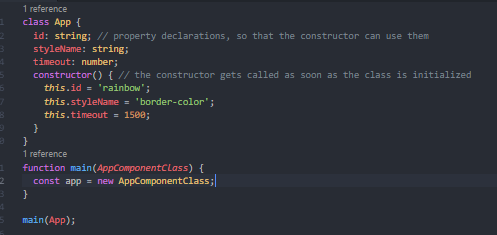 1 reference
class App {
id: string; // property declarations, so that the constructor can use them
styleName: string;
timeout: number;
constructor() { // the constructor gets called as soon as the class is initialized
this.id = 'rainbow';
this.styleName = 'border-color';
this.timeout = 1500;
}
}
1 reference
function main(AppComponentClass) {
const app = new AppComponentClass;
}
main(App);